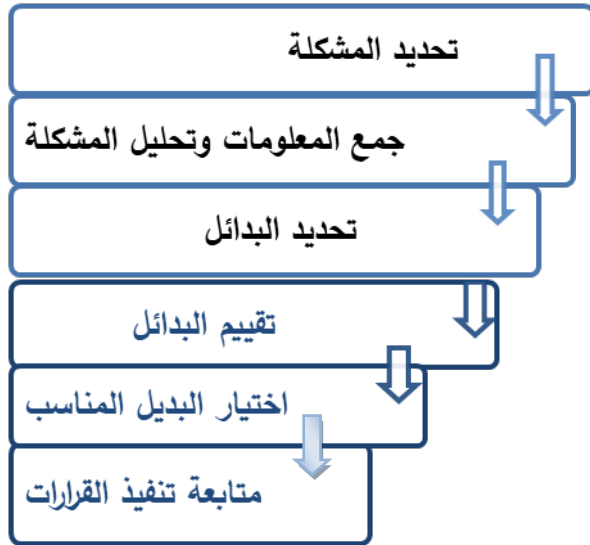 تحديد المشكلة
جمع المعلومات وتحليل المشكلة
تحديد البدائل
تقييم البدائل
اختيار البديل المناسب
متابعة تنفيذ القرارات